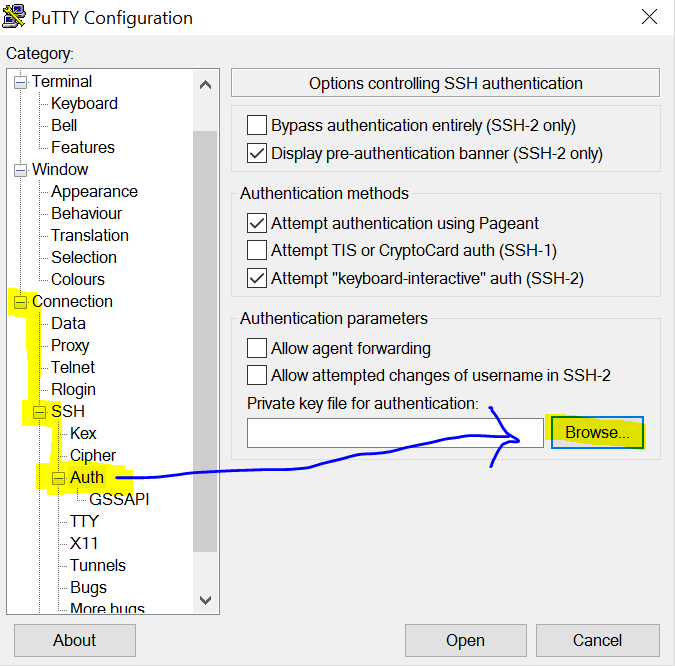 PuTTY Configuration
Category:
Terminal
Keyboard
Bell
Features
Window
Appearance
Behaviour
Translation
Selection
Colours
Connection
Data
Proxy
Telnet
Rlogin
SSH
Kex
Cipher
Auth
GSSAPI
TTY
X11
Tunnels
Bugs
More bugs
Options controlling SSH authentication
Bypass authentication entirely (SSH-2 only)
Display pre-authentication banner (SSH-2 only)
Authentication methods
Attempt authentication using Pageant
Attempt TIS or CryptoCard auth (SSH-1)
Attempt "keyboard-interactive" auth (SSH-2)
Authentication parameters
Allow agent forwarding
Allow attempted changes of username in SSH-2
Private key file for authentication:
Browse...
About
Open
Cancel